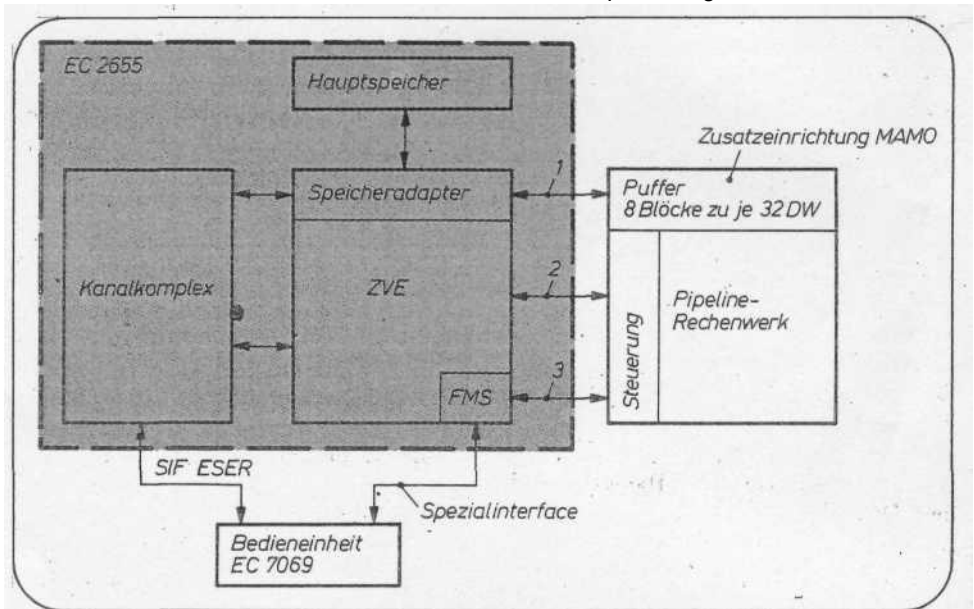 EC 2655
Hauptspeicher
Zusatzeinrichtung MAMO
Speicheradapter
1
Puffer
8 Blöcke zu je 32 DW
Kanalkomplex
ZVE
2
Steuerung
Pipeline-
Rechenwerk
FMS
3
SIF ESER
Spezialinterface
Bedieneinheit
EC 7069